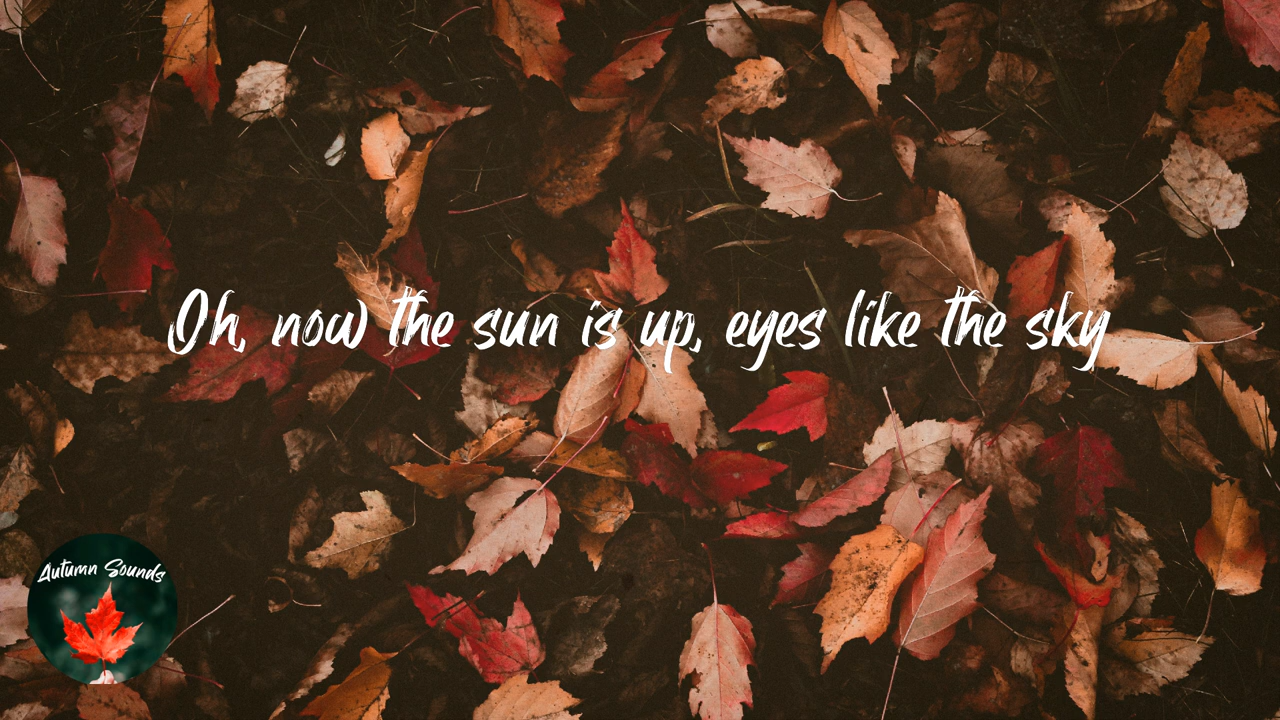 Oh, now the sun is up, eyes like the sky
Autumn Sounds